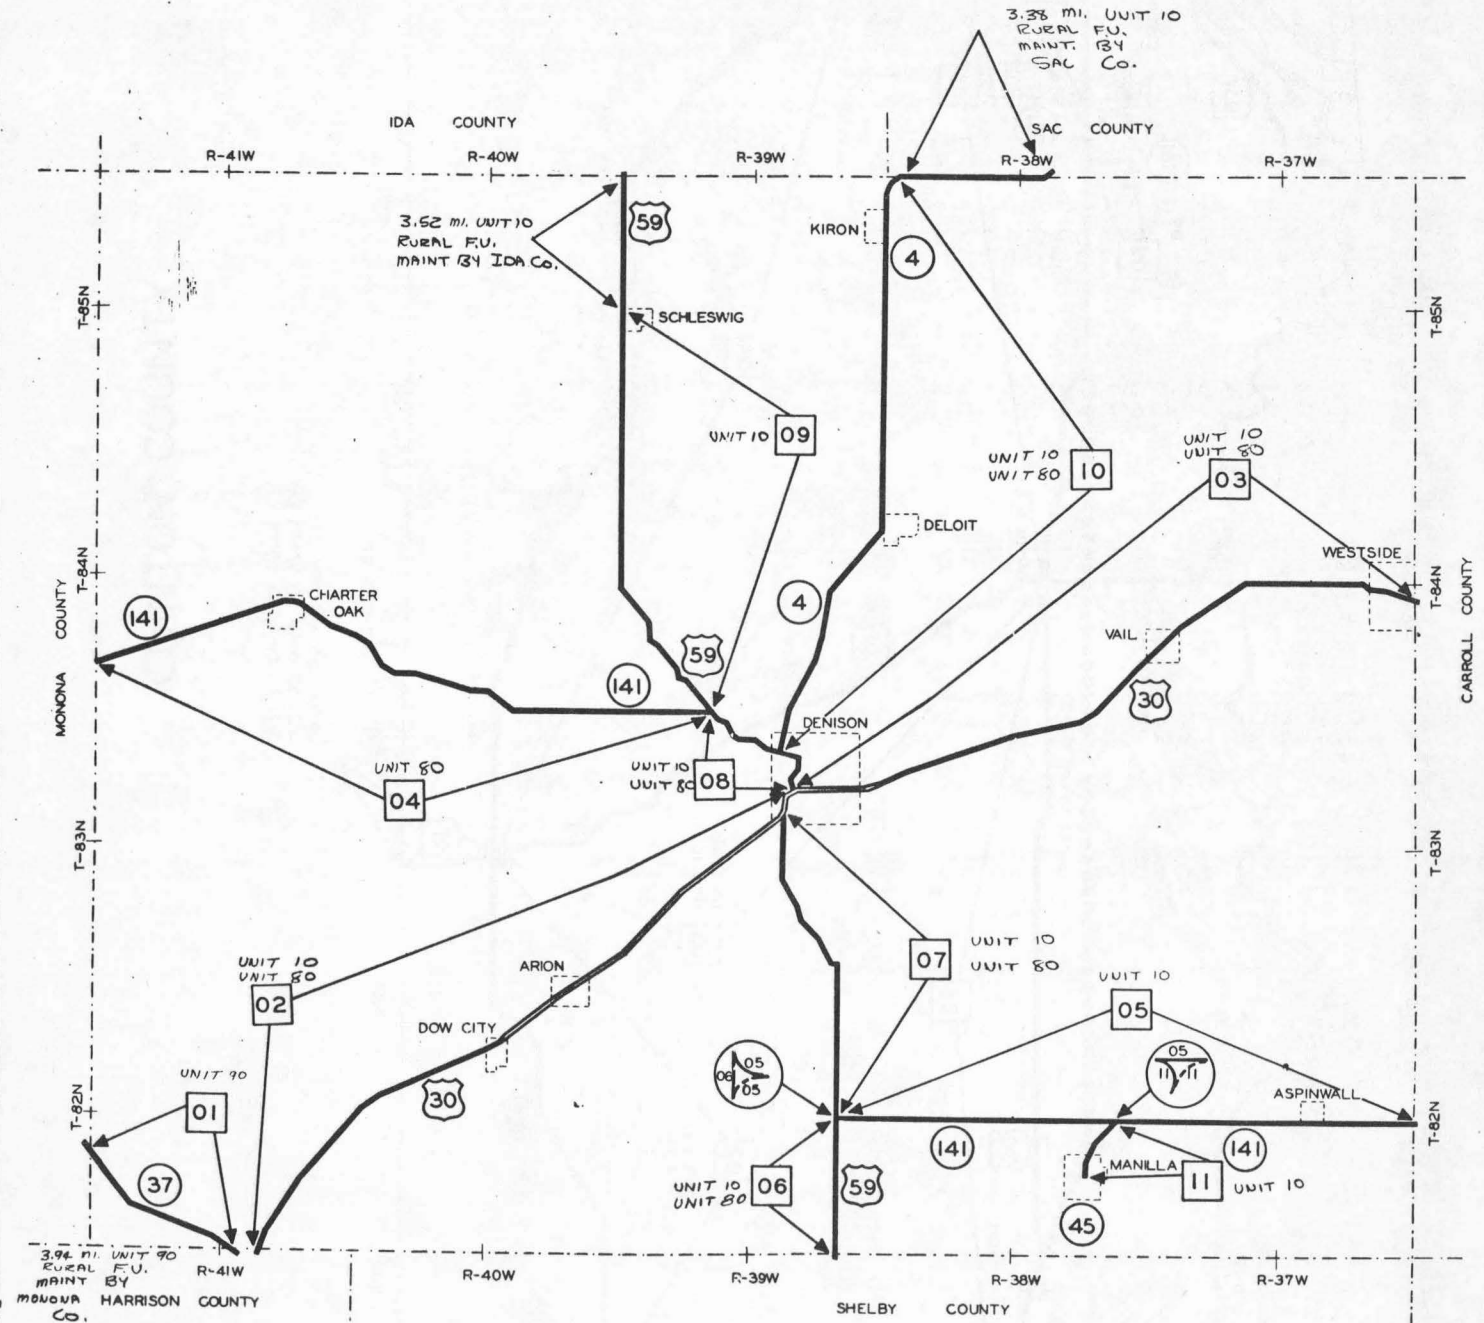 3.38 MI. UNIT 10
RURAL F.U.
MAINT. BY
SAC CO.
IDA COUNTY
SAC COUNTY
R-41W
R-40W
R-39W
R-38W
R-37W
3.52 MI. UNIT 10
RURAL F.U.
MAINT BY IDA CO.
59
KIRON
4
T-85N
T-85N
SCHLESWIG
UNIT 10
09
UNIT 10
UNIT 80
10
UNIT 10
UNIT 80
03
DELOIT
WESTSIDE
T-84N
T-84N
MONONA COUNTY
CARROLL COUNTY
141
CHARTER
OAK
4
VAIL
59
141
30
DENISON
UNIT 80
04
UNIT 10
UNIT 80
08
T-83N
T-83N
UNIT 10
UNIT 80
02
ARION
07
UNIT 10
UNIT 80
UNIT 10
05
DOW CITY
UNIT 90
01
30
06
05
05
05
11
11
ASPINWALL
T-82N
T-82N
141
141
37
UNIT 10
UNIT 80
06
59
MANILLA
11
UNIT 10
45
3.94 MI. UNIT 90
RURAL F.U.
MAINT BY
MONONA
CO.
R-41W
R-40W
R-39W
R-38W
R-37W
HARRISON COUNTY
SHELBY COUNTY